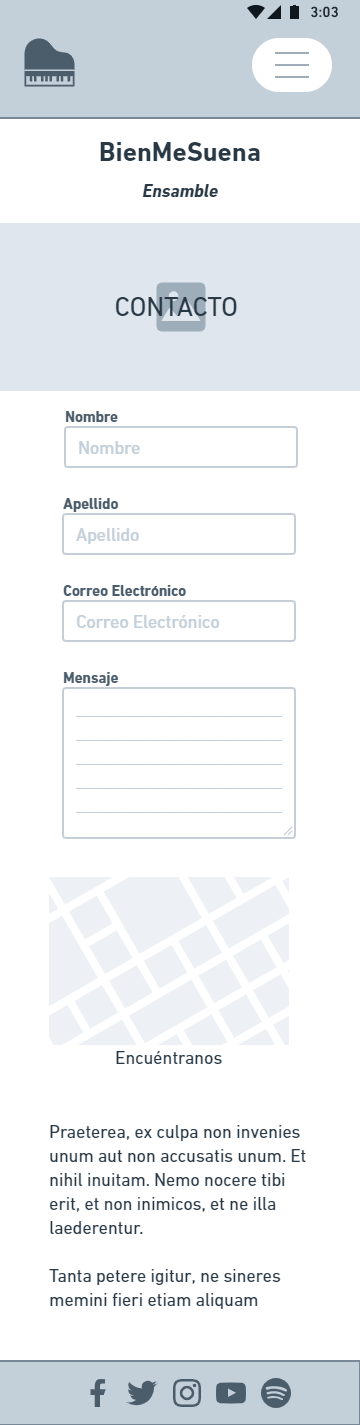 3:03
BienMeSuena
Ensamble
CONTACTO
Nombre
Nombre
Apellido
Apellido
Correo Electrónico
Correo Electrónico
Mensaje
Encuéntranos
Praeterea, ex culpa non invenies
unum aut non accusatis unum. Et
nihil inuitam. Nemo nocere tibi
erit, et non inimicos, et ne illa
laederentur.
Tanta petere igitur, ne sineres
memini fieri etiam aliquam